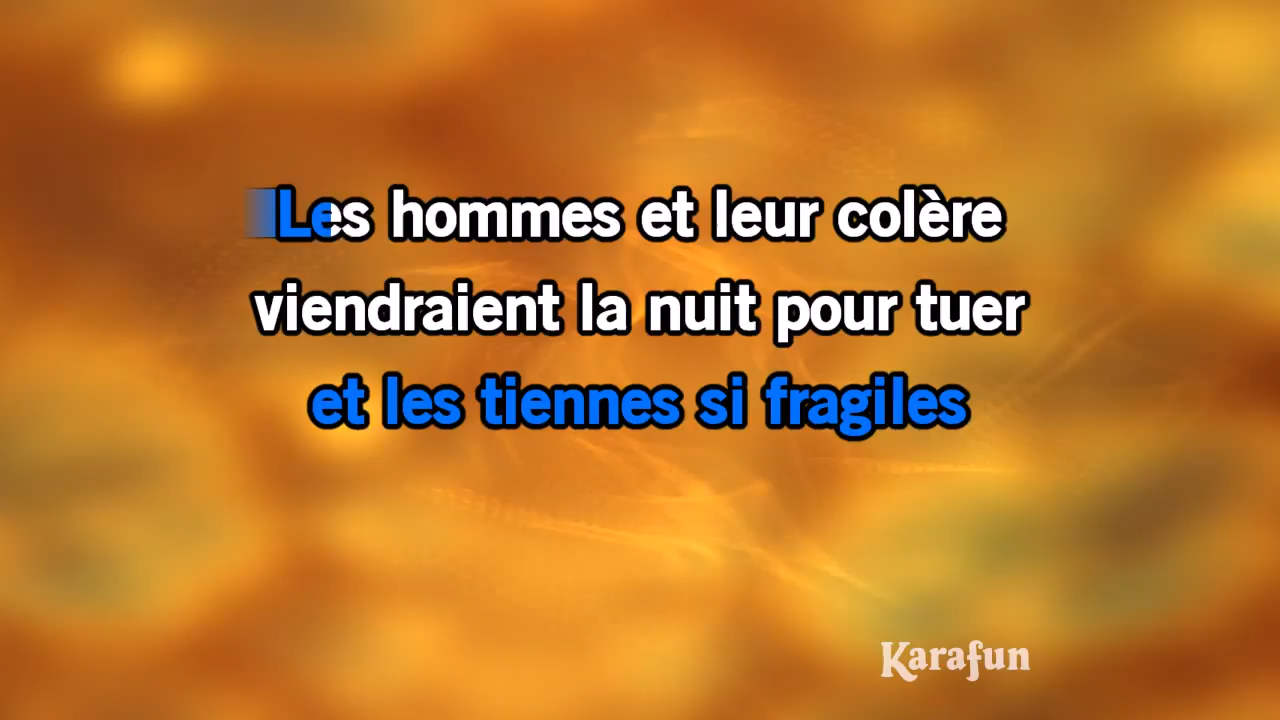 Les hommes et leur colère
viendraient la nuit pour tuer
et les tiennes si fragiles
Karafun